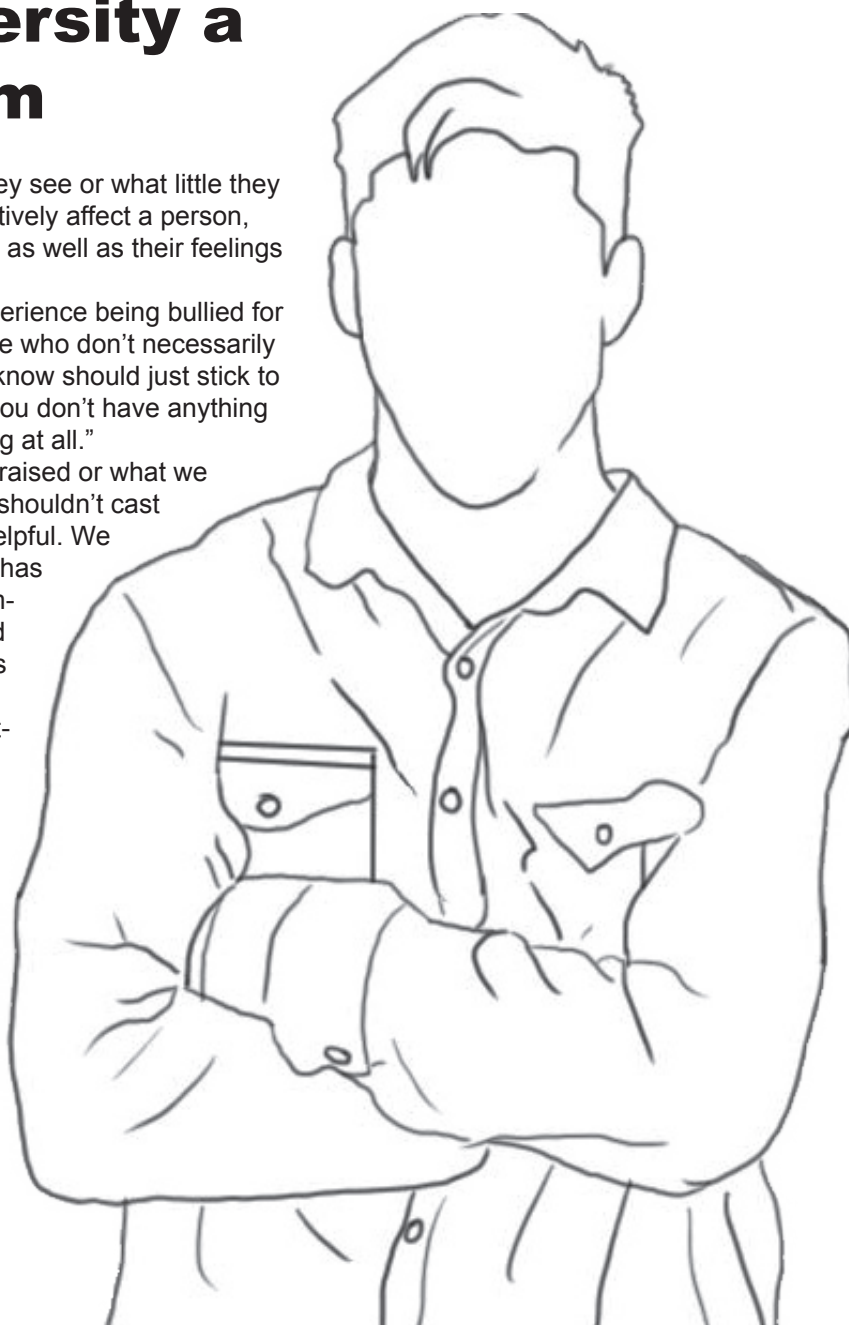 ersity a
m
ey see or what little they
tively affect a person,
as well as their feelings
erience being bullied for
e who don’t necessarily
know should just stick to
ou don’t have anything
g at all.”
raised or what we
shouldn’t cast
elpful. We
has
n-
d
s
t-